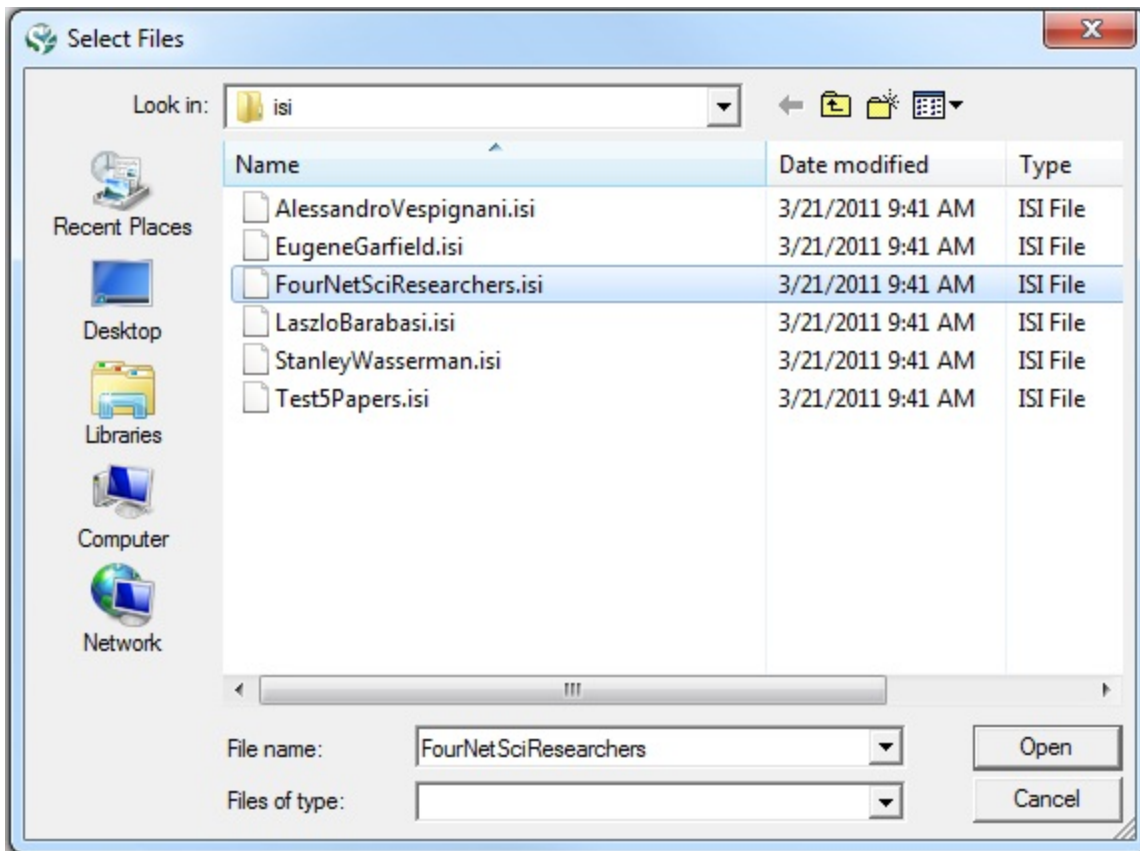 Select Files
Look in: isi
Name Date modified Type
AlessandroVespignani.isi 3/21/2011 9:41 AM ISI File
EugeneGarfield.isi 3/21/2011 9:41 AM ISI File
FourNetSciResearchers.isi 3/21/2011 9:41 AM ISI File
LaszloBarabasi.isi 3/21/2011 9:41 AM ISI File
StanleyWasserman.isi 3/21/2011 9:41 AM ISI File
Test5Papers.isi 3/21/2011 9:41 AM ISI File
Recent Places
Desktop
Libraries
Computer
Network
File name: FourNetSciResearchers Open
Files of type: Cancel